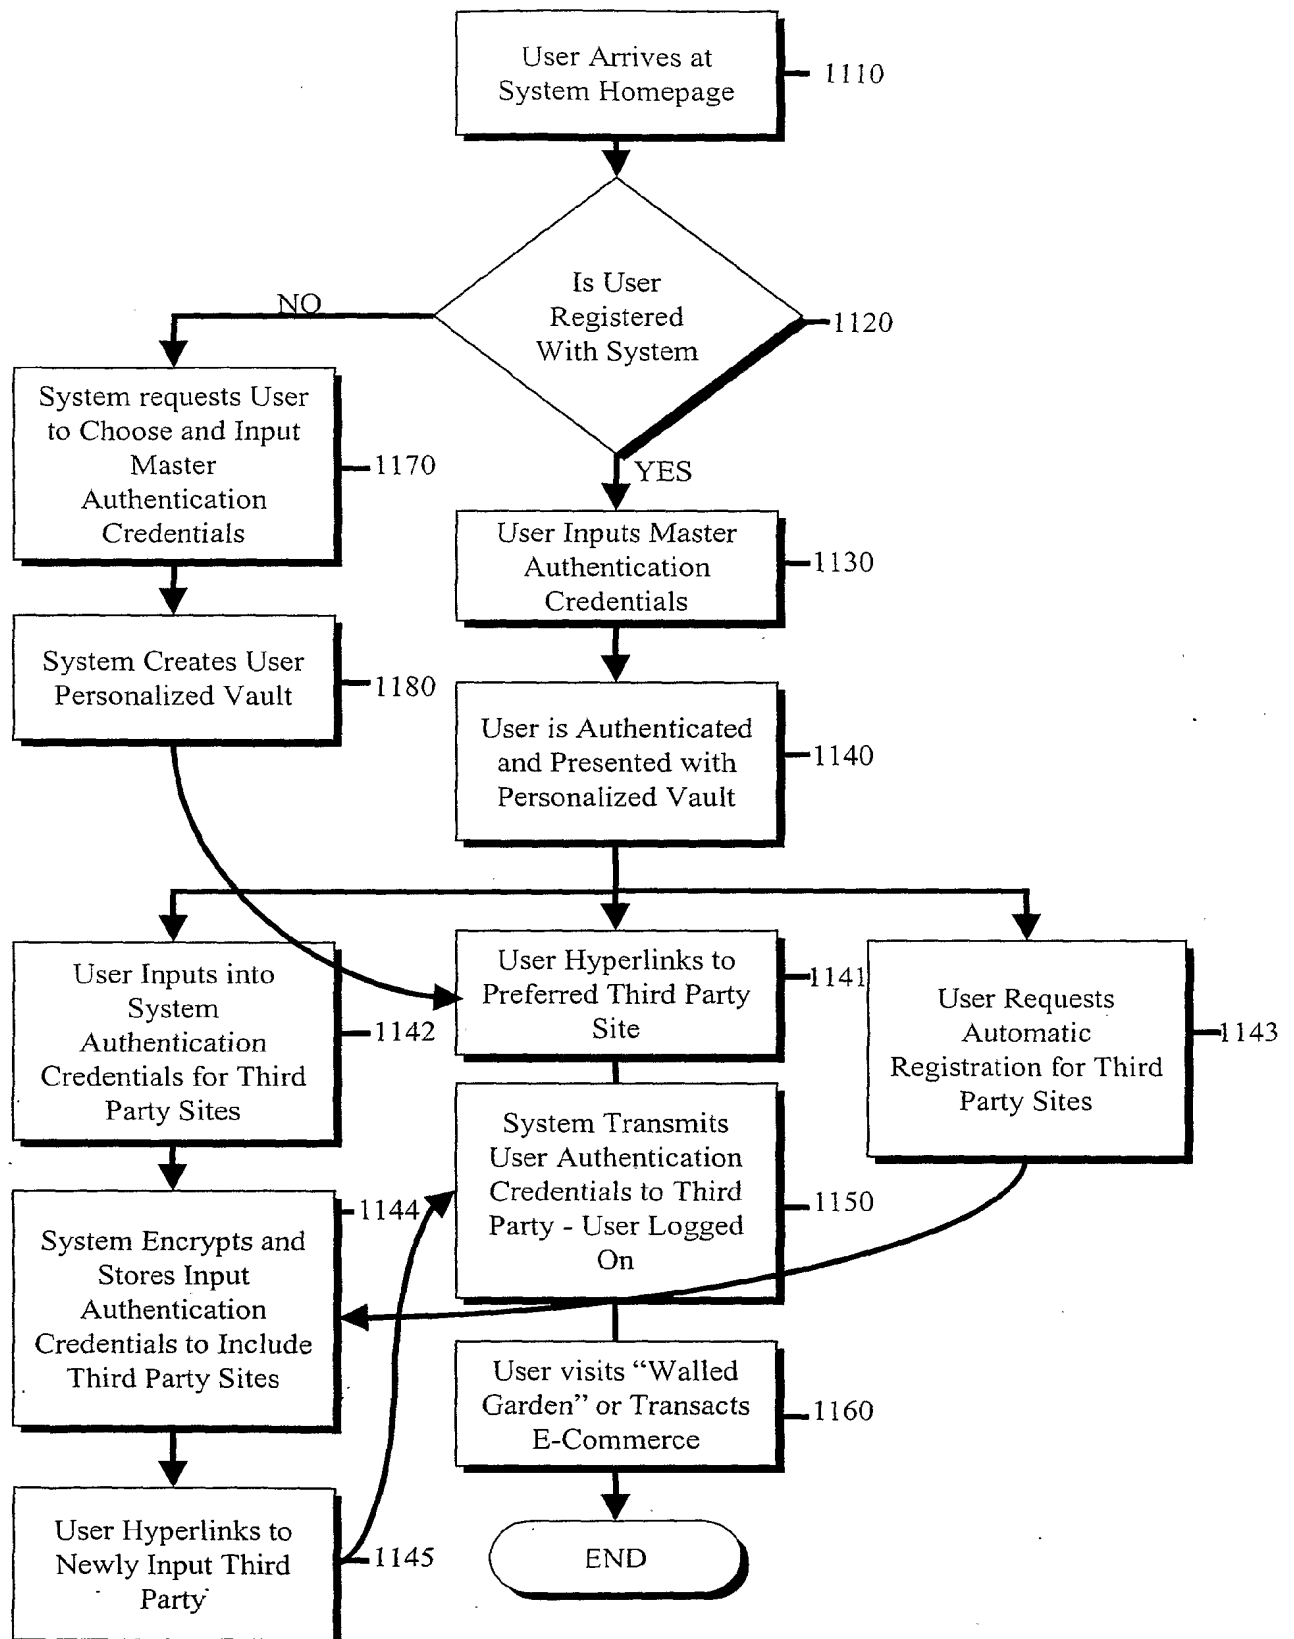 User Arrives at
System Homepage
1110
Is User
Registered
With System
1120
NO
YES
System requests User
to Choose and Input
Master
Authentication
Credentials
1170
User Inputs Master
Authentication
Credentials
1130
System Creates User
Personalized Vault
1180
User is Authenticated
and Presented with
Personalized Vault
1140
User Inputs into
System
Authentication
Credentials for Third
Party Sites
1142
User Hyperlinks to
Preferred Third Party
Site
1141
User Requests
Automatic
Registration for Third
Party Sites
1143
System Transmits
User Authentication
Credentials to Third
Party - User Logged
On
1150
System Encrypts and
Stores Input
Authentication
Credentials to Include
Third Party Sites
1144
User visits “Walled
Garden” or Transacts
E-Commerce
1160
User Hyperlinks to
Newly Input Third
Party
1145
END